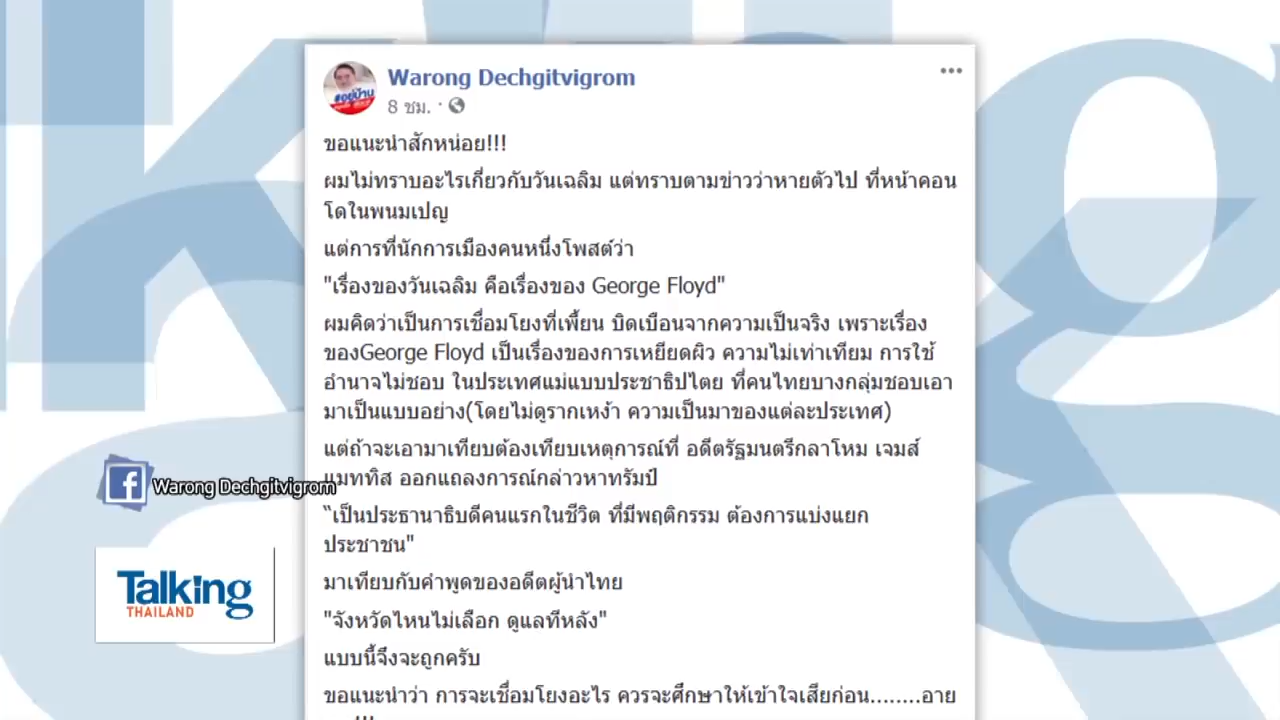 Warong Dechgitvigrom
8 ชม. ·
ขอแนะนำสักหน่อย!!!
ผมไม่ทราบอะไรเกี่ยวกับวันเฉลิม แต่ทราบตามข่าวว่าหายตัวไป ที่หน้าคอน
โดในพนมเปญ
แต่การที่นักการเมืองคนหนึ่งโพสต์ว่า
"เรื่องของวันเฉลิม คือเรื่องของ George Floyd"
ผมคิดว่าเป็นการเชื่อมโยงที่เพี้ยน บิดเบือนจากความเป็นจริง เพราะเรื่อง
ของGeorge Floyd เป็นเรื่องของการเหยียดผิว ความไม่เท่าเทียม การใช้
อำนาจไม่ชอบ ในประเทศแม่แบบประชาธิปไตย ที่คนไทยบางกลุ่มชอบเอา
มาเป็นแบบอย่าง(โดยไม่ดูรากเหง้า ความเป็นมาของแต่ละประเทศ)
แต่ถ้าจะเอามาเทียบต้องเทียบเหตุการณ์ที่ อดีตรัฐมนตรีกลาโหม เจมส์
แมททิส ออกแถลงการณ์กล่าวหาทรัมป์
"เป็นประธานาธิบดีคนแรกในชีวิต ที่มีพฤติกรรม ต้องการแบ่งแยก
ประชาชน"
มาเทียบกับคำพูดของอดีตผู้นำไทย
"จังหวัดไหนไม่เลือก ดูแลทีหลัง"
แบบนี้จึงจะถูกครับ
ขอแนะนำว่า การจะเชื่อมโยงอะไร ควรจะศึกษาให้เข้าใจเสียก่อน........อาย
#อยู่บ้าน
Warong Dechgitvigrom
Talking
THAILAND